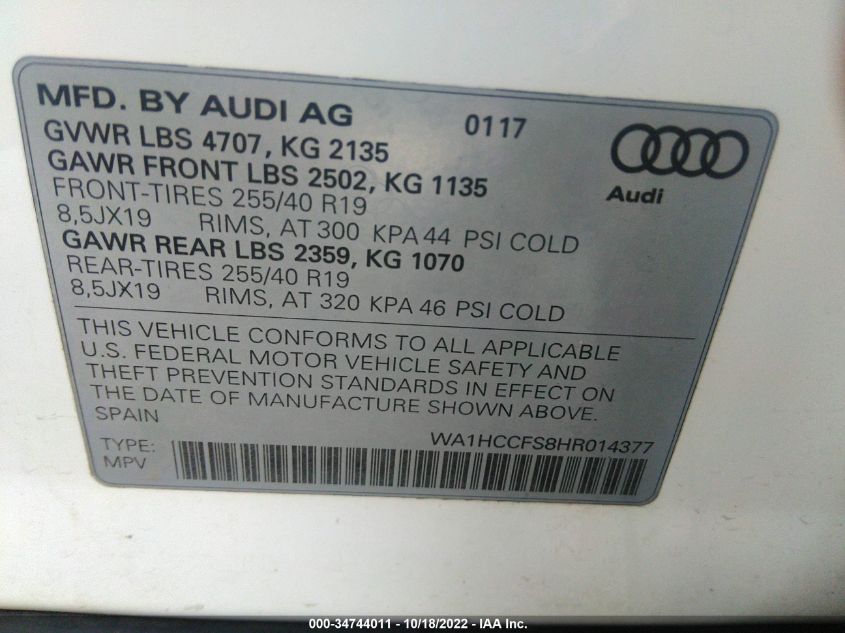 MFD. BY AUDI AG 0117
GVWR LBS 4707, KG 2135
GAWR FRONT LBS 2502, KG 1135
FRONT-TIRES 255/40 R19
8,5JX19 RIMS, AT 300 KPA 44 PSI COLD
GAWR REAR LBS 2359, KG 1070
REAR-TIRES 255/40 R19
8,5JX19 RIMS, AT 320 KPA 46 PSI COLD
Audi
THIS VEHICLE CONFORMS TO ALL APPLICABLE
U.S. FEDERAL MOTOR VEHICLE SAFETY AND
THEFT PREVENTION STANDARDS IN EFFECT ON
THE DATE OF MANUFACTURE SHOWN ABOVE.
SPAIN
WA1HCCFS8HR014377
TYPE:
MPV
000-34744011 - 10/18/2022 - IAA Inc.